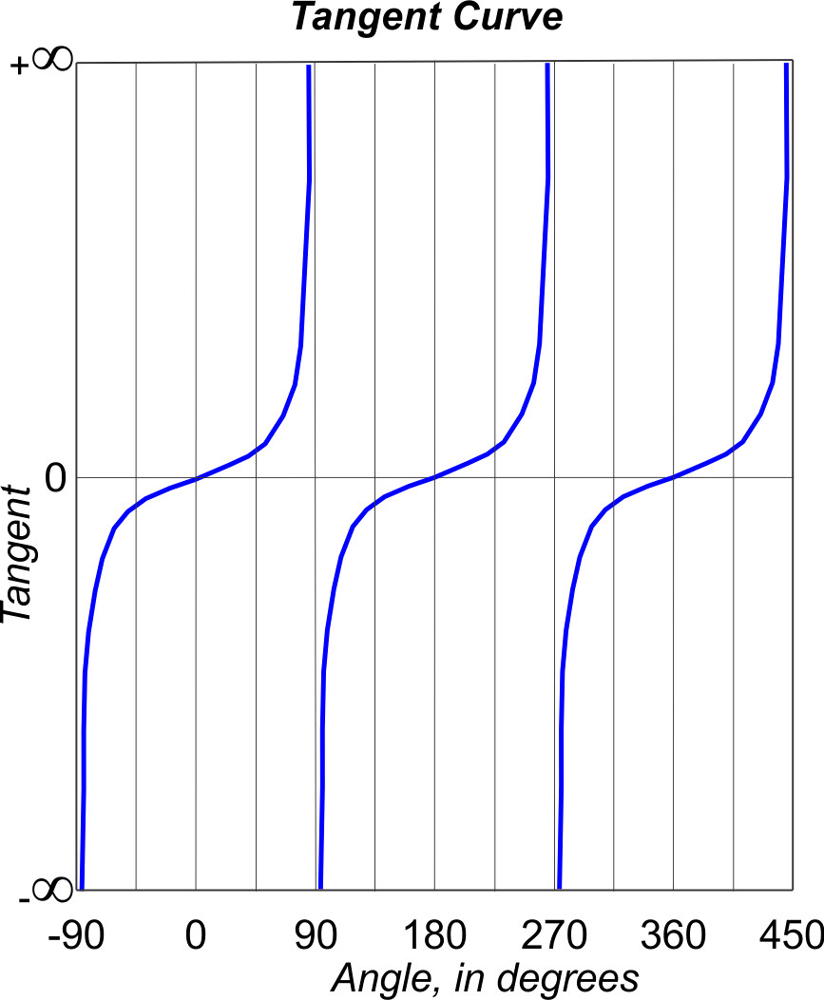 Tangent Curve
+∞
0
-∞
Tangent
-90 0 90 180 270 360 450
Angle, in degrees